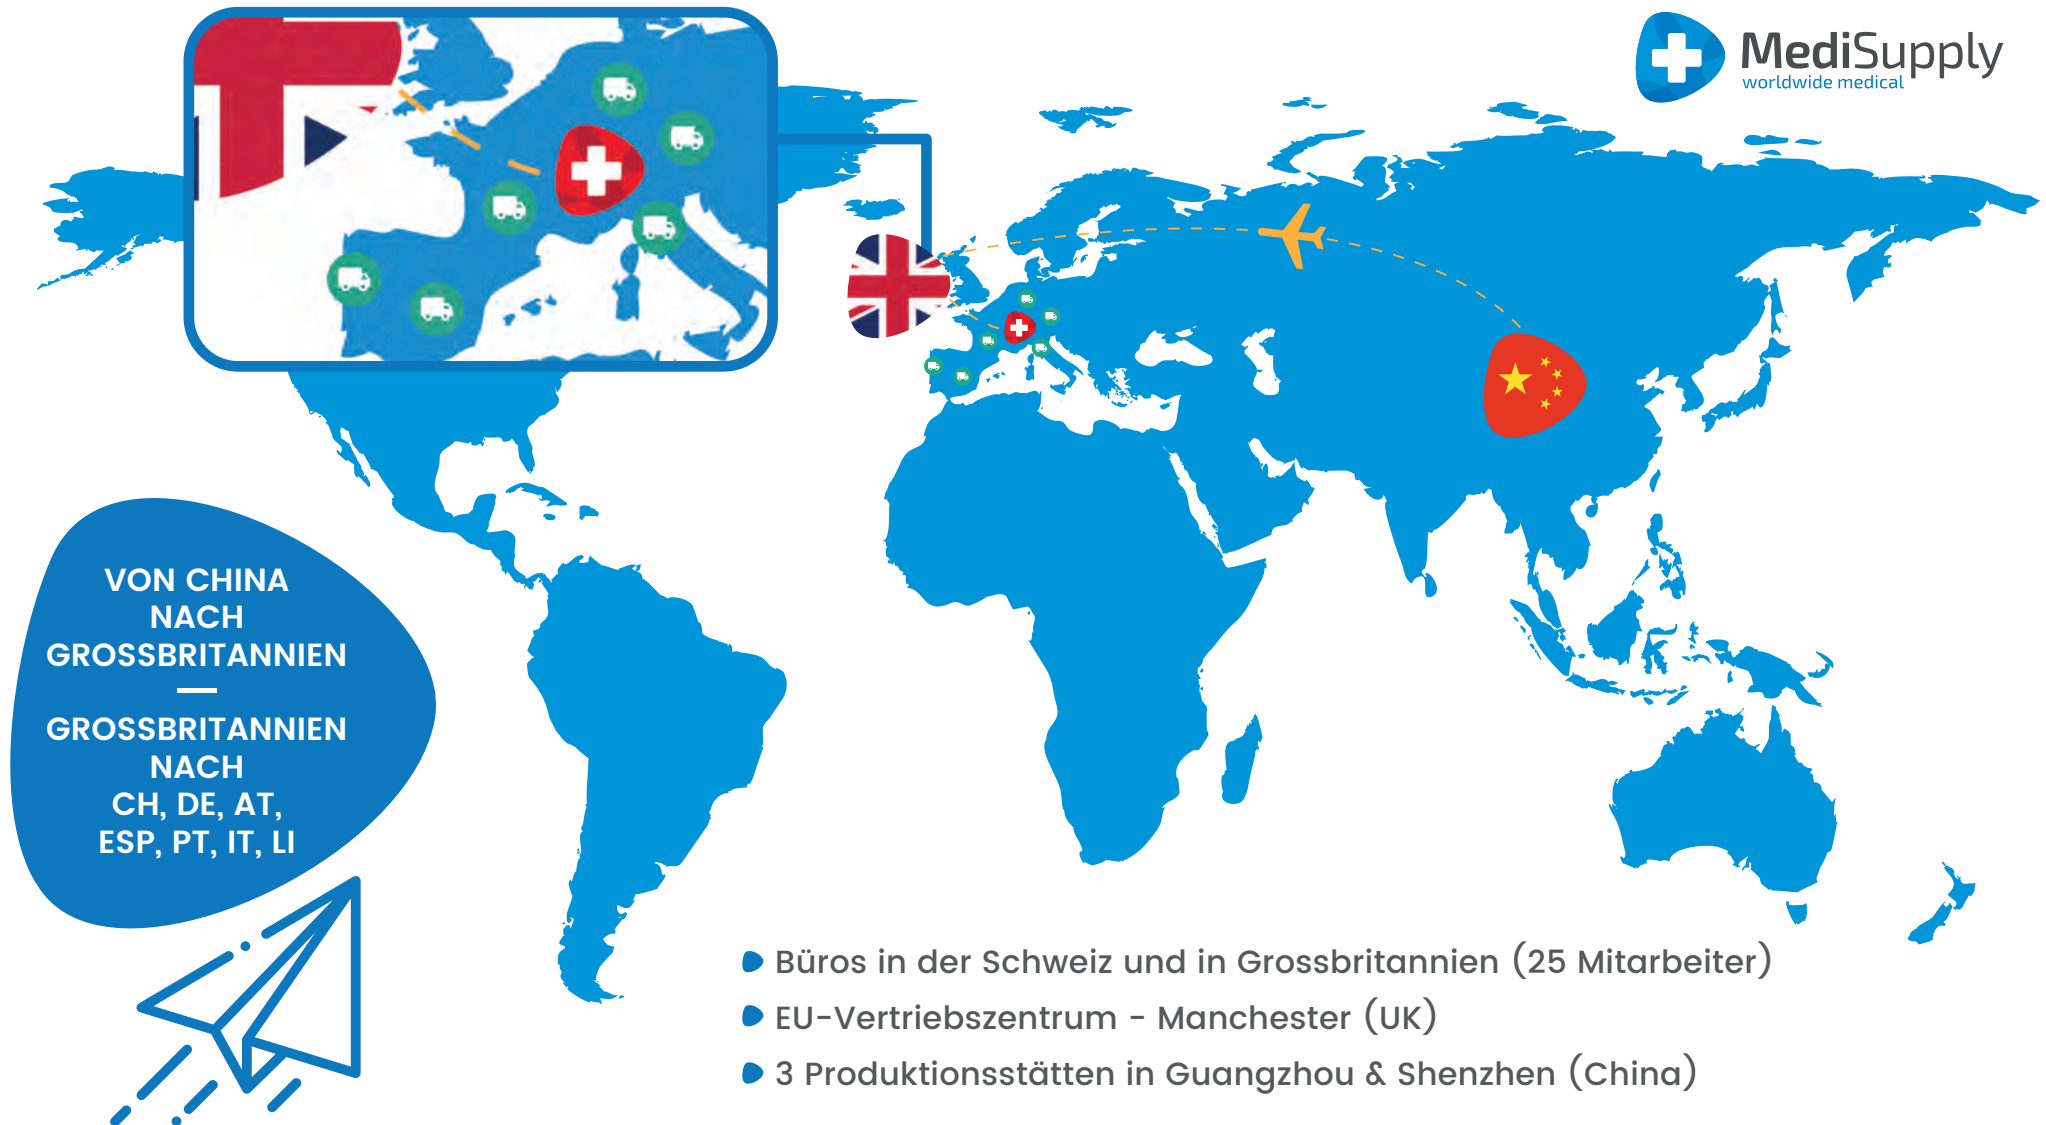 MediSupply
worldwide medical
VON CHINA
NACH
GROSSBRITANNIEN
GROSSBRITANNIEN
NACH
CH, DE, AT,
ESP, PT, IT, LI
Büros in der Schweiz und in Grossbritannien (25 Mitarbeiter)
EU-Vertriebszentrum - Manchester (UK)
3 Produktionsstätten in Guangzhou & Shenzhen (China)